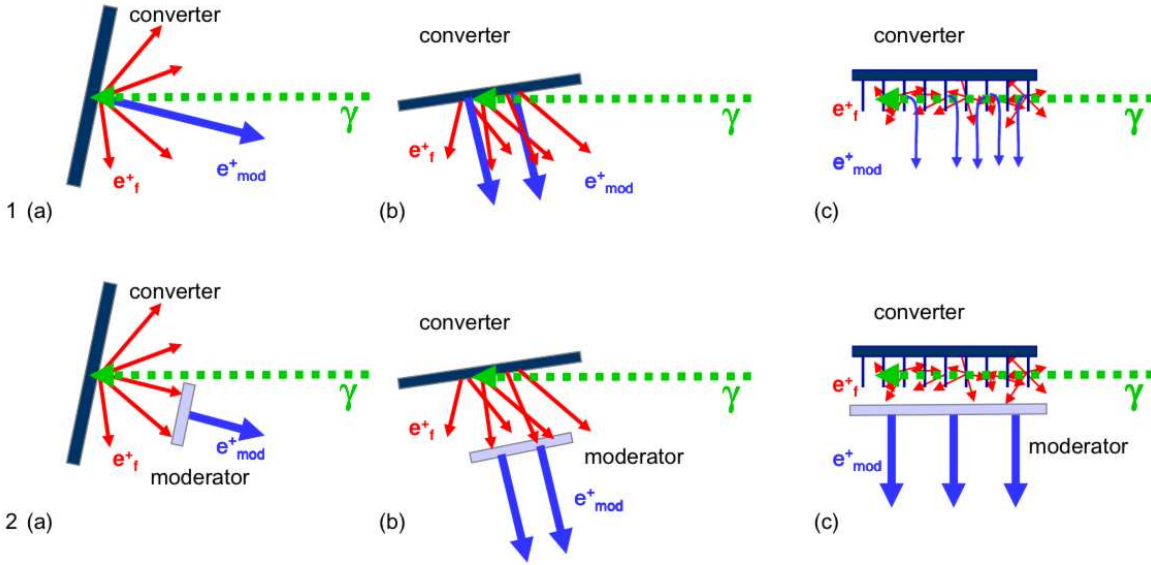 converter
γ
e⁺f
e⁺mod
1 (a)
converter
γ
e⁺f
e⁺mod
(b)
converter
e⁺f
γ
e⁺mod
(c)
converter
γ
e⁺f
e⁺mod
moderator
2 (a)
converter
γ
e⁺f
moderator
e⁺mod
(b)
converter
e⁺f
γ
e⁺mod
moderator
(c)